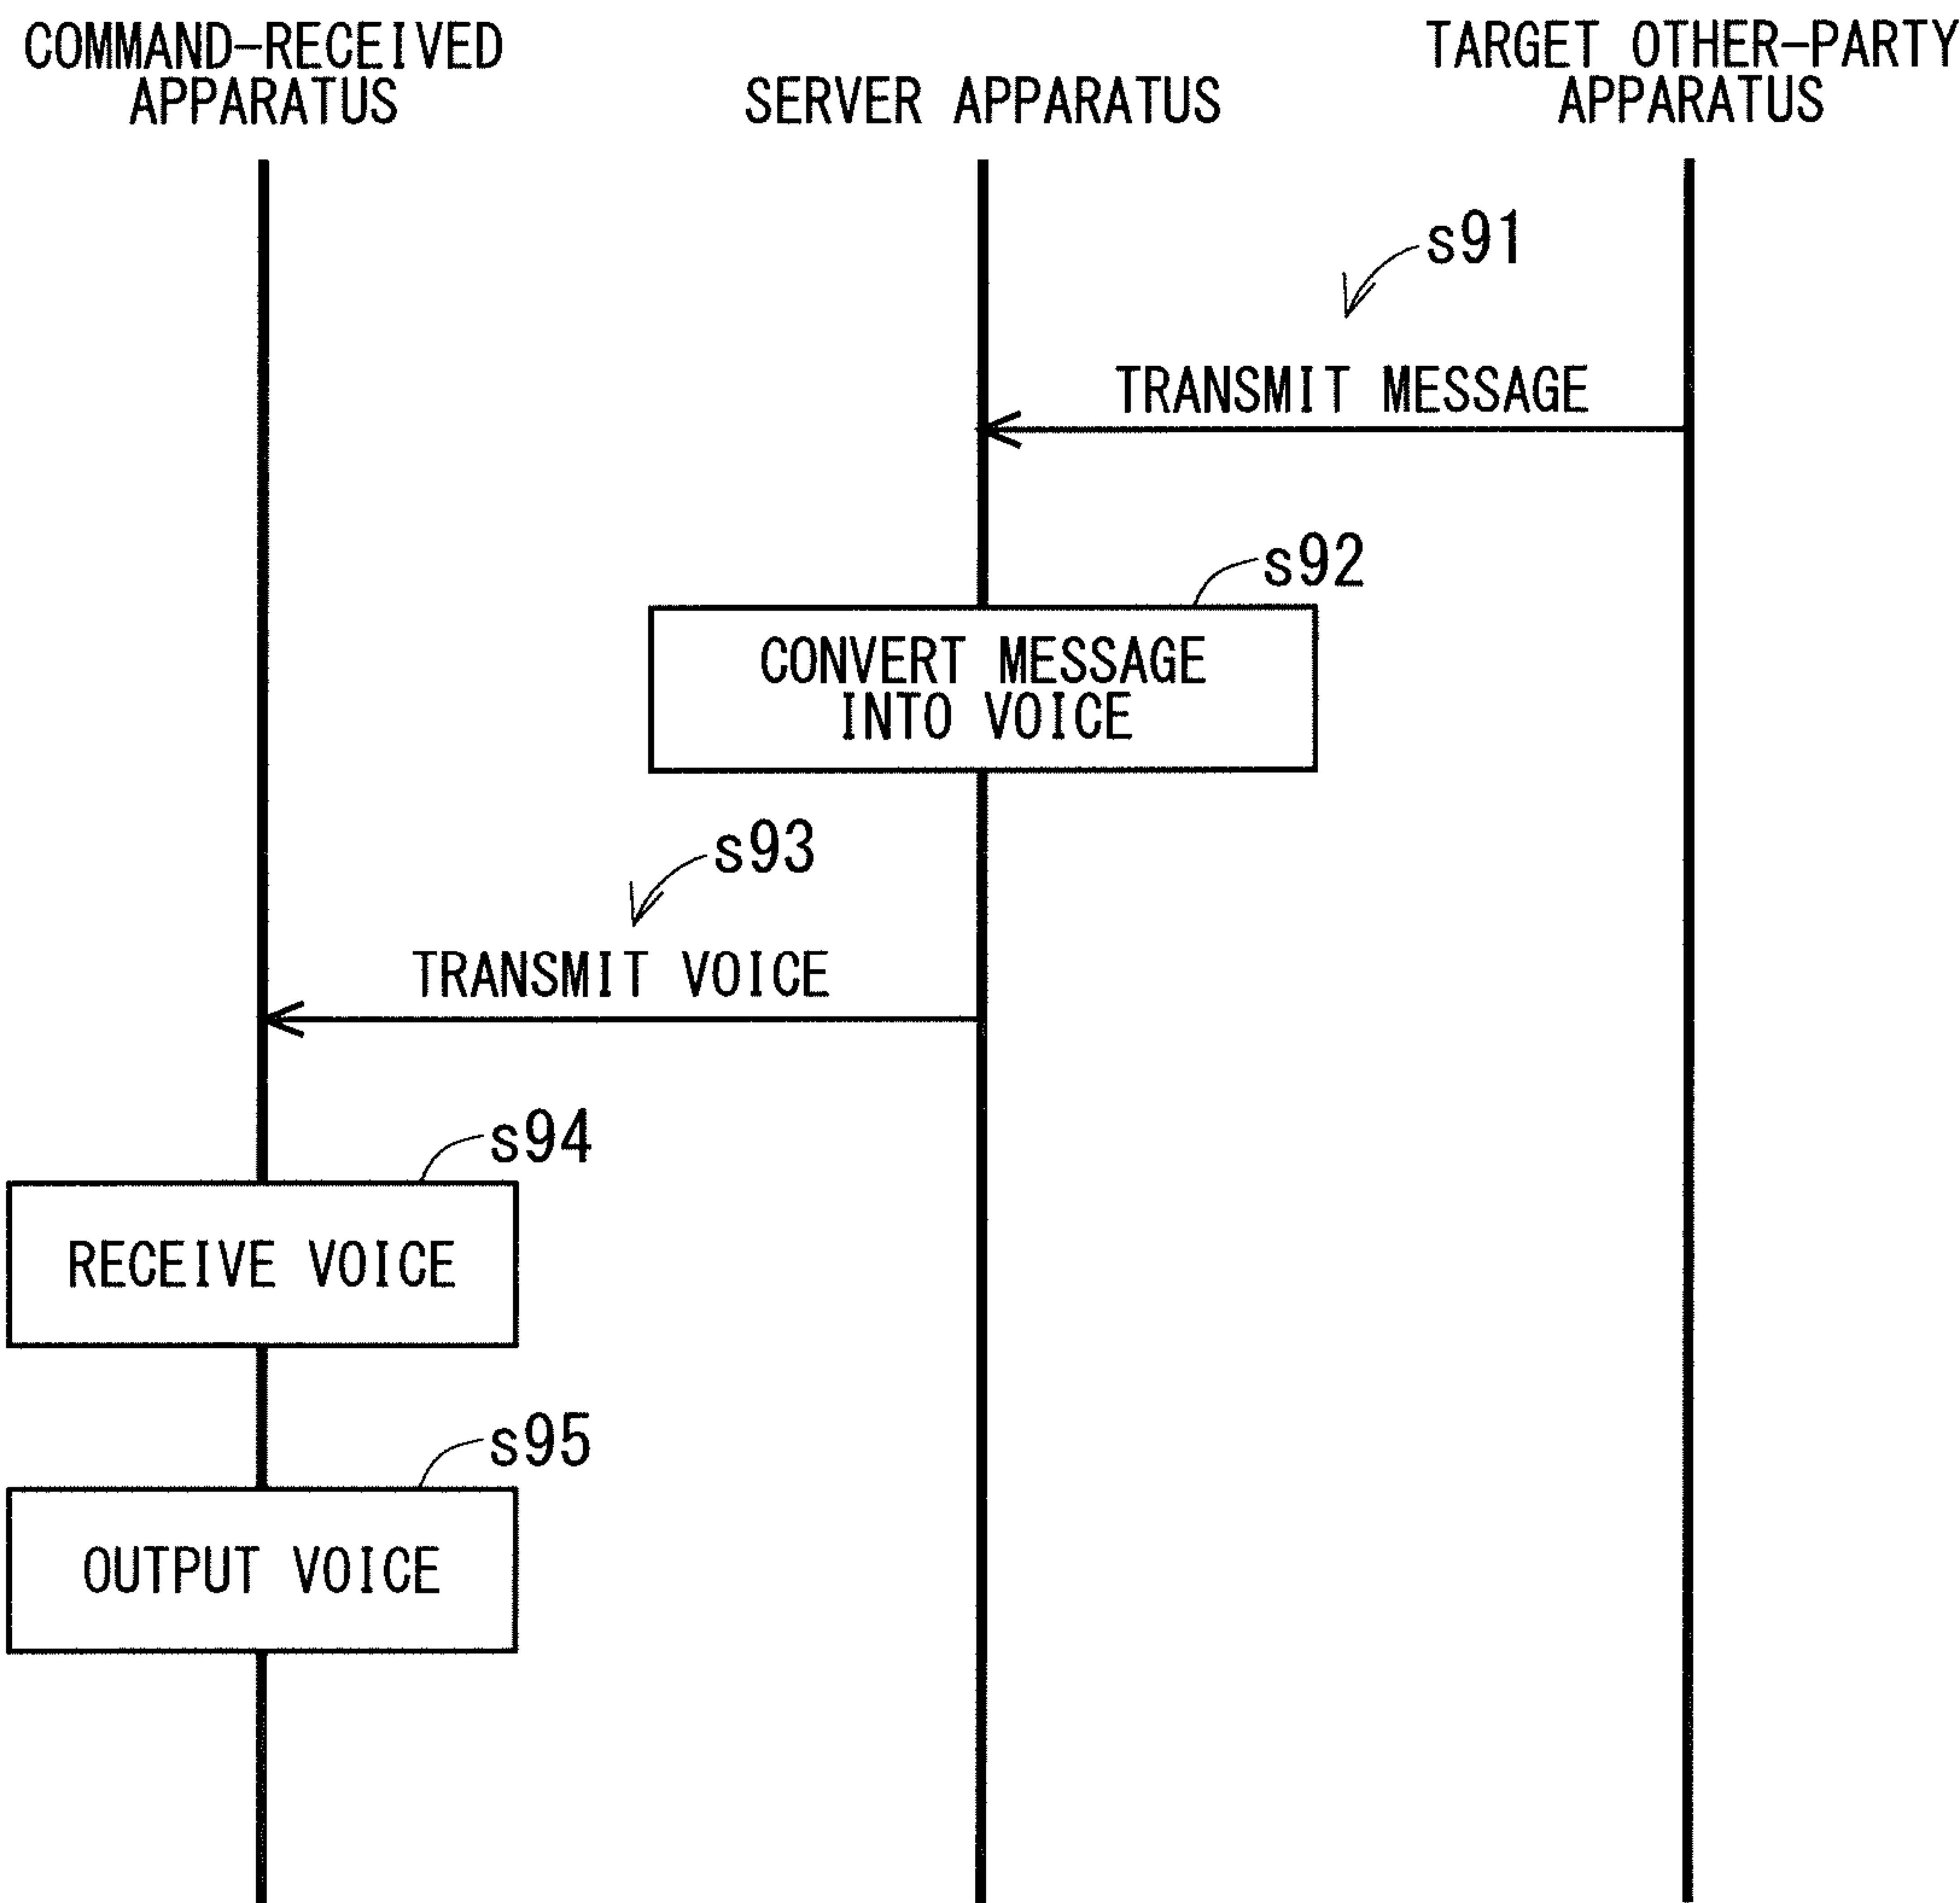 COMMAND-RECEIVED
APPARATUS
SERVER APPARATUS
TARGET OTHER-PARTY
APPARATUS
s91
TRANSMIT MESSAGE
s92
CONVERT MESSAGE
INTO VOICE
s93
TRANSMIT VOICE
s94
RECEIVE VOICE
s95
OUTPUT VOICE